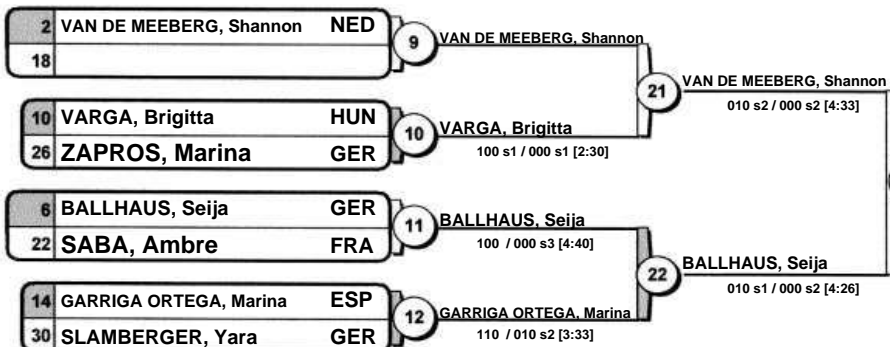 2 VAN DE MEEBERG, Shannon NED
18
9
VAN DE MEEBERG, Shannon
10 VARGA, Brigitta HUN
26 ZAPROS, Marina GER
10
VARGA, Brigitta
100 s1 / 000 s1 [2:30]
21
VAN DE MEEBERG, Shannon
010 s2 / 000 s2 [4:33]
6 BALLHAUS, Seija GER
22 SABA, Ambre FRA
11
BALLHAUS, Seija
100 / 000 s3 [4:40]
14 GARRIGA ORTEGA, Marina ESP
30 SLAMBERGER, Yara GER
12
GARRIGA ORTEGA, Marina
110 / 010 s2 [3:33]
22
BALLHAUS, Seija
010 s1 / 000 s2 [4:26]